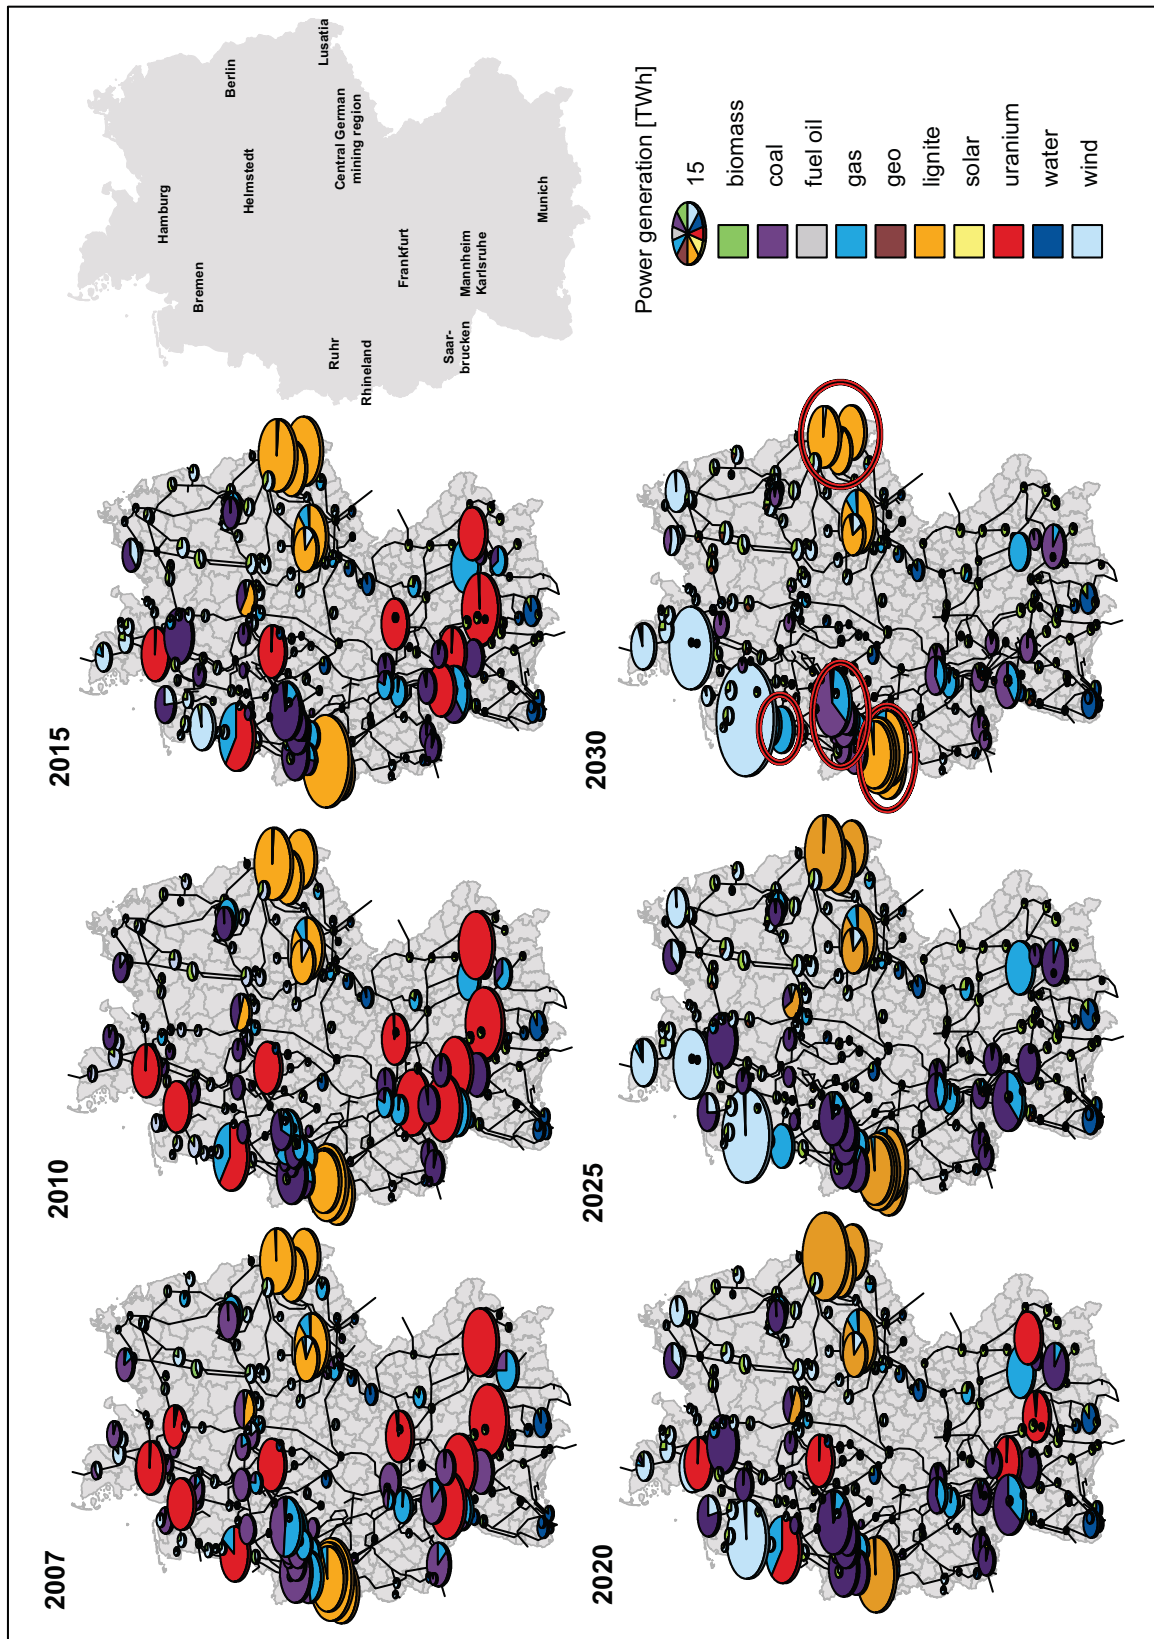 2007
2010
2015
Hamburg
Bremen
Berlin
Helmstedt
Lusatia
Central German
mining region
Ruhr
Rhineland
Frankfurt
Saar-
brucken
Mannheim
Karlsruhe
Munich
2020
2025
2030
Power generation [TWh]
15
biomass
coal
fuel oil
gas
geo
lignite
solar
uranium
water
wind